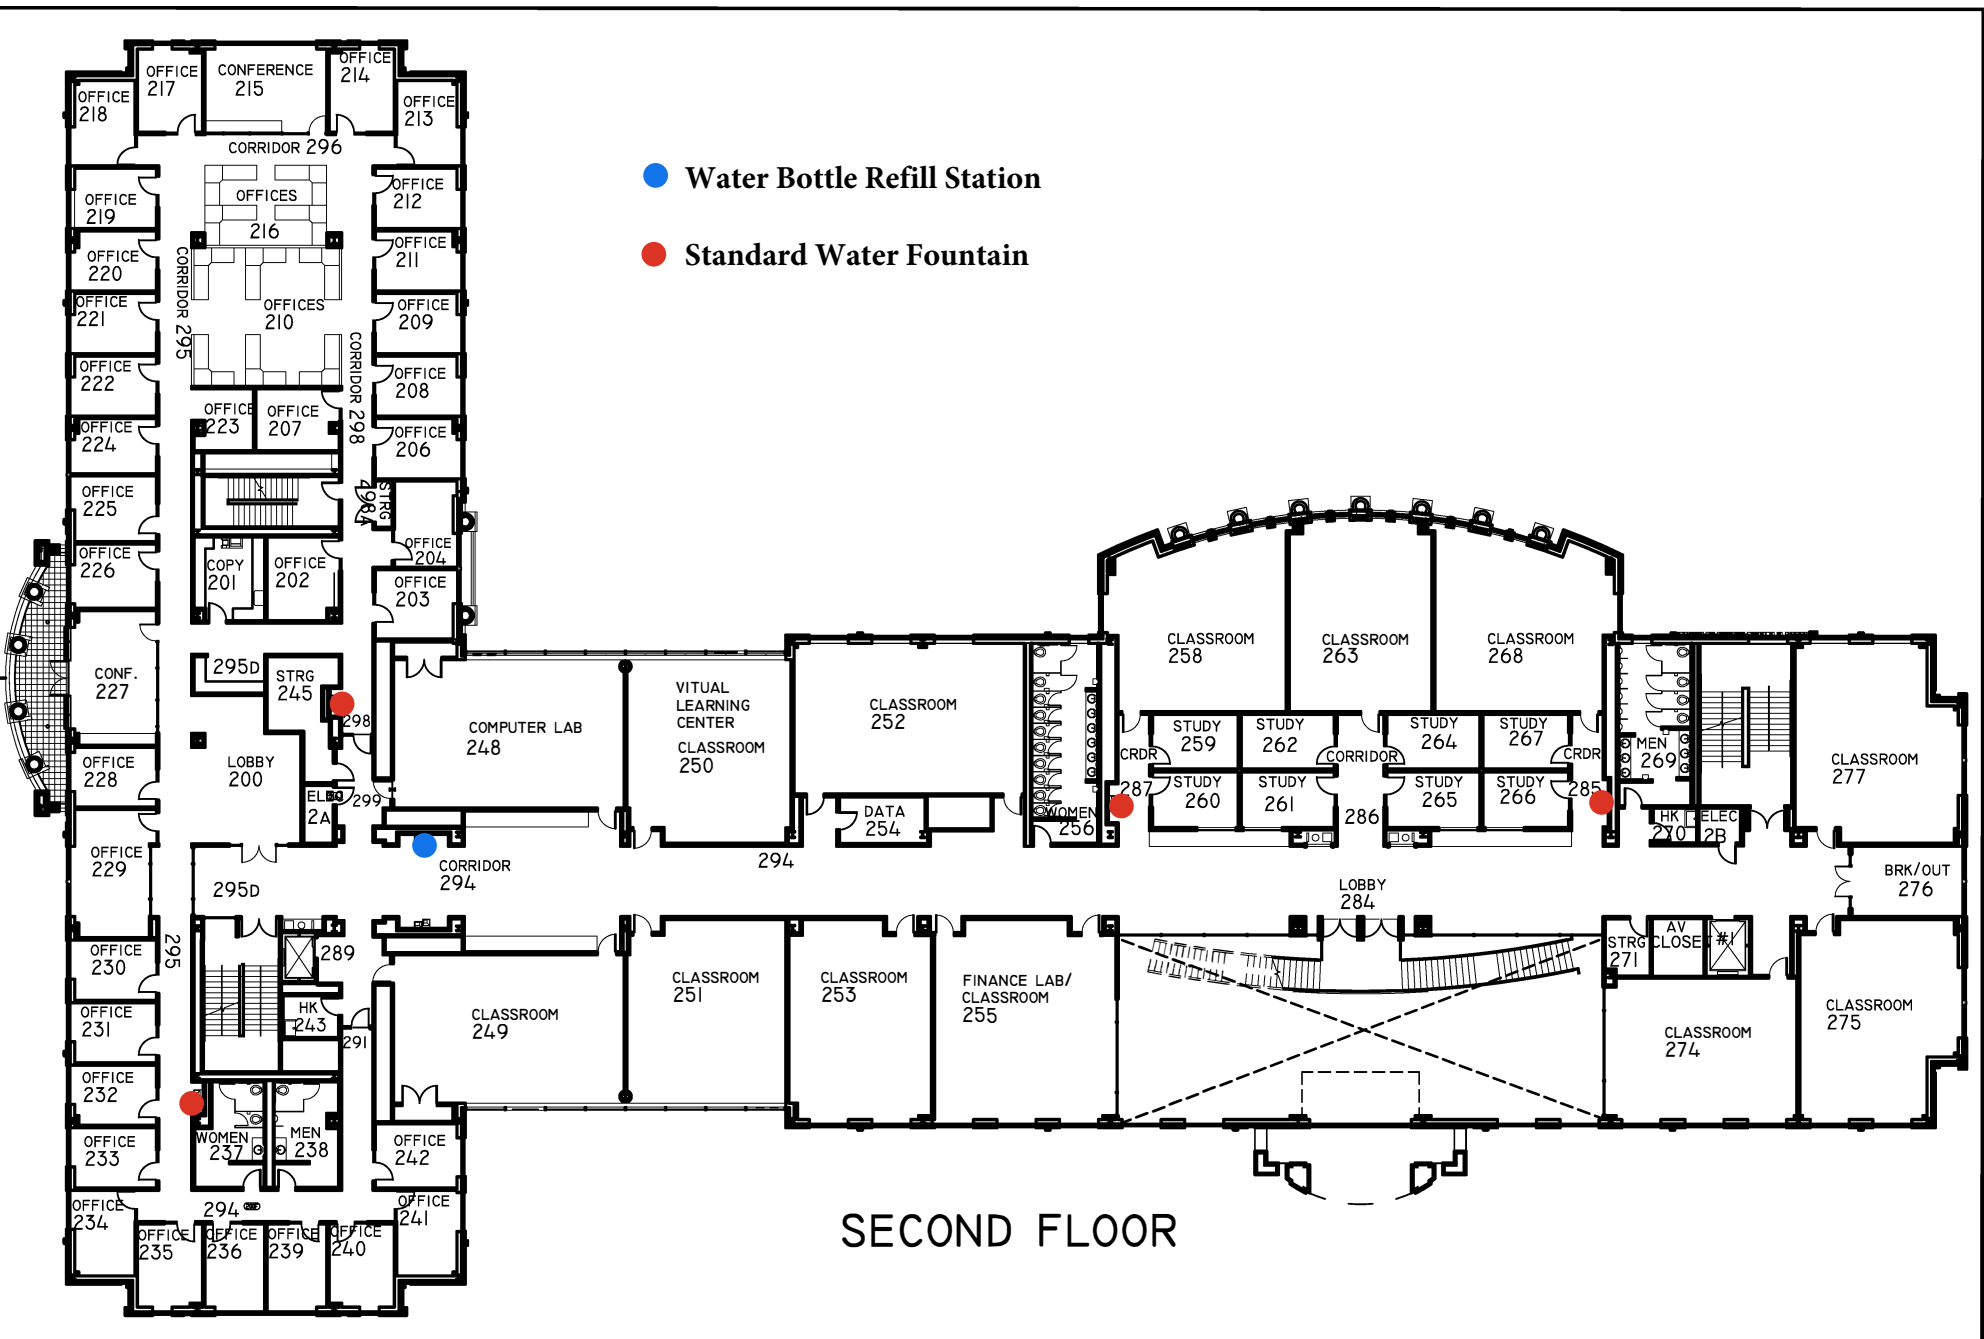 OFFICE
217
CONFERENCE
215
OFFICE
214
OFFICE
218
OFFICE
213
CORRIDOR 296
OFFICE
219
OFFICES
216
OFFICE
212
OFFICE
220
CORRIDOR 295
OFFICE
211
OFFICE
221
OFFICES
210
OFFICE
209
OFFICE
222
CORRIDOR 298
OFFICE
208
OFFICE
223
OFFICE
207
OFFICE
224
OFFICE
206
OFFICE
225
STRG
298A
OFFICE
226
COPY
201
OFFICE
202
OFFICE
204
OFFICE
203
CONF.
227
295D
STRG
245
298
OFFICE
228
LOBBY
200
ELEC
2A
299
OFFICE
229
295D
295
289
OFFICE
230
OFFICE
231
HK
243
291
OFFICE
232
OFFICE
233
WOMEN
237
MEN
238
OFFICE
242
OFFICE
234
294
OFFICE
241
OFFICE
235
OFFICE
236
OFFICE
239
OFFICE
240
Water Bottle Refill Station
Standard Water Fountain
COMPUTER LAB
248
VITUAL
LEARNING
CENTER
CLASSROOM
250
CLASSROOM
252
DATA
254
WOMEN
256
CORRIDOR
294
294
CLASSROOM
249
CLASSROOM
251
CLASSROOM
253
FINANCE LAB/
CLASSROOM
255
CLASSROOM
258
CLASSROOM
263
CLASSROOM
268
CRDR
287
STUDY
259
STUDY
262
CORRIDOR
286
STUDY
264
STUDY
267
CRDR
285
STUDY
260
STUDY
261
STUDY
265
STUDY
266
LOBBY
284
MEN
269
HK
270
ELEC
2B
CLASSROOM
277
BRK/OUT
276
STRG
271
AV
CLOSET
#1
CLASSROOM
274
CLASSROOM
275
SECOND FLOOR